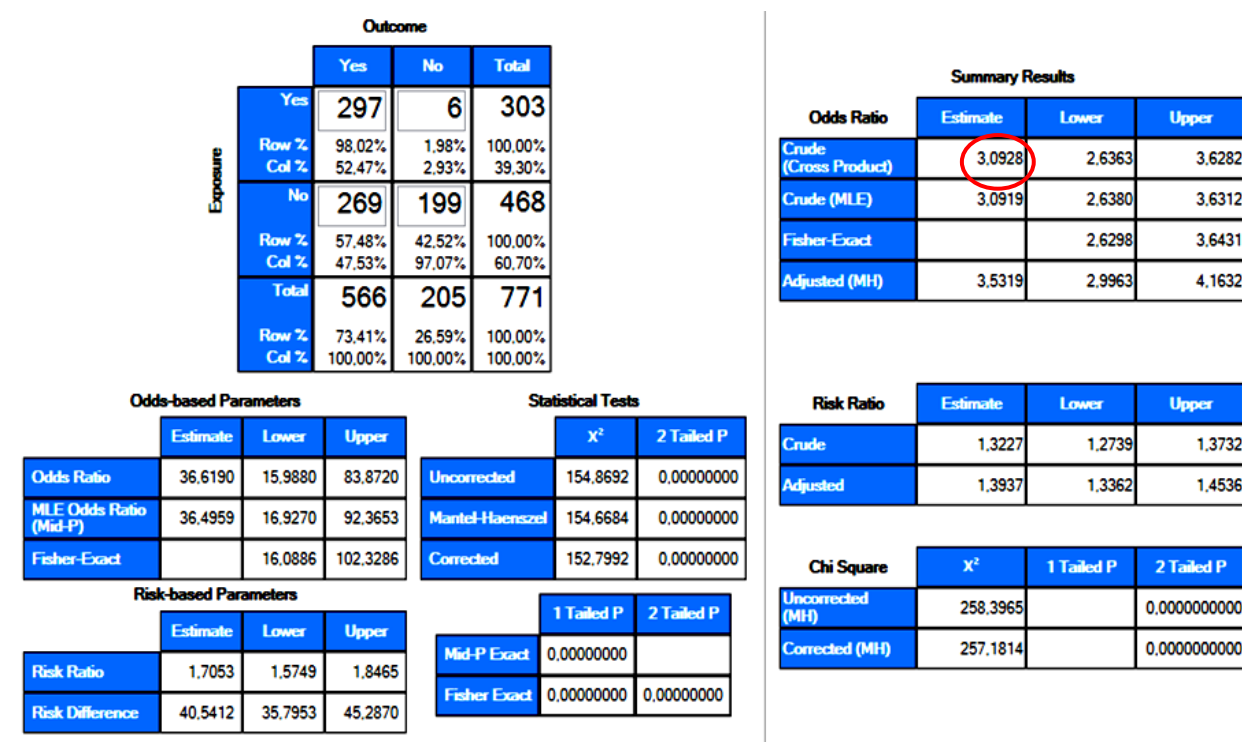 Outcome
Yes No Total
Exposure
Yes 297 6 303
Row % 98,02% 1,98% 100,00%
Col % 52,47% 2,93% 39,30%
No 269 199 468
Row % 57,48% 42,52% 100,00%
Col % 47,53% 97,07% 60,70%
Total 566 205 771
Row % 73,41% 26,59% 100,00%
Col % 100,00% 100,00% 100,00%
Odds-based Parameters
Estimate Lower Upper
Odds Ratio 36,6190 15,9880 83,8720
MLE Odds Ratio
(Mid-P) 36,4959 16,9270 92,3653
Fisher-Exact 16,0886 102,3286
Risk-based Parameters
Estimate Lower Upper
Risk Ratio 1,7053 1,5749 1,8465
Risk Difference 40,5412 35,7953 45,2870
Statistical Tests
X² 2 Tailed P
Uncorrected 154,8692 0,00000000
Mantel-Haenszel 154,6684 0,00000000
Corrected 152,7992 0,00000000
1 Tailed P 2 Tailed P
Mid-P Exact 0,00000000
Fisher Exact 0,00000000 0,00000000
Summary Results
Odds Ratio Estimate Lower Upper
Crude
(Cross Product) 3,0928 2,6363 3,6282
Crude (MLE) 3,0919 2,6380 3,6312
Fisher-Exact 2,6298 3,6431
Adjusted (MH) 3,5319 2,9963 4,1632
Risk Ratio Estimate Lower Upper
Crude 1,3227 1,2739 1,3732
Adjusted 1,3937 1,3362 1,4536
Chi Square X² 1 Tailed P 2 Tailed P
Uncorrected
(MH) 258,3965 0,0000000000
Corrected (MH) 257,1814 0,0000000000